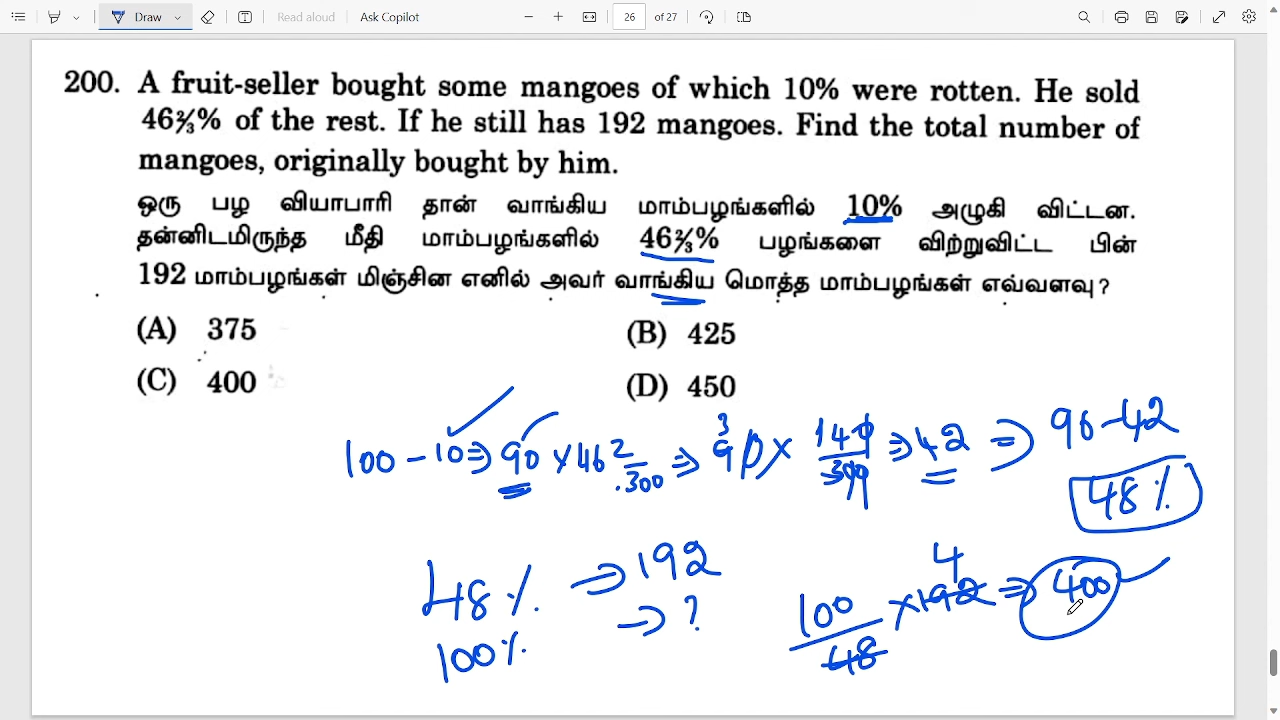 Draw
Read aloud
Ask Copilot
26 of 27
200. A fruit-seller bought some mangoes of which 10% were rotten. He sold
46⅔% of the rest. If he still has 192 mangoes. Find the total number of
mangoes, originally bought by him.
ஒரு பழ வியாபாரி தான் வாங்கிய மாம்பழங்களில் 10% அழுகி விட்டன.
தன்னிடமிருந்த மீதி மாம்பழங்களில் 46⅔% பழங்களை விற்றுவிட்ட பின்
192 மாம்பழங்கள் மிஞ்சின எனில் அவர் வாங்கிய மொத்த மாம்பழங்கள் எவ்வளவு ?
(A) 375
(B) 425
(C) 400
(D) 450
100 - 10 ⇒ 90 × 46 2/300 ⇒ 3 90 × 140/300 ⇒ 42 ⇒ 90 - 42
48 %
48 % ⇒ 192
100 % → ?
100/48 × 192 4 ⇒ 400